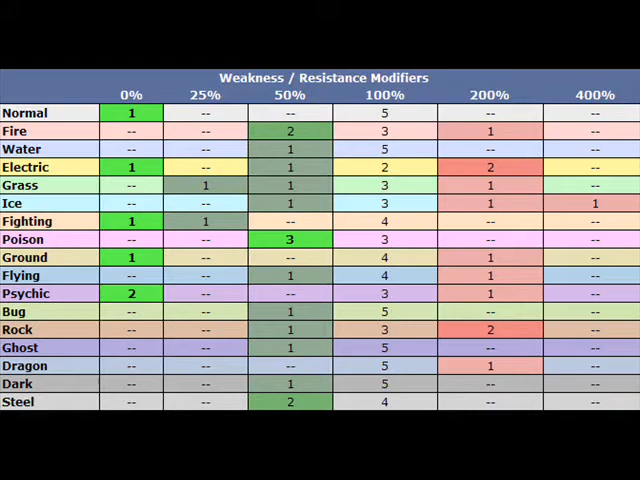 Weakness / Resistance Modifiers
0% 25% 50% 100% 200% 400%
Normal 1 -- -- 5 -- --
Fire -- -- 2 3 1 --
Water -- -- 1 5 -- --
Electric 1 -- 1 2 2 --
Grass -- 1 1 3 1 --
Ice -- -- 1 3 1 1
Fighting 1 1 -- 4 -- --
Poison -- -- 3 3 -- --
Ground 1 -- -- 4 1 --
Flying -- -- 1 4 1 --
Psychic 2 -- -- 3 1 --
Bug -- -- 1 5 -- --
Rock -- -- 1 3 2 --
Ghost -- -- 1 5 -- --
Dragon -- -- -- 5 1 --
Dark -- -- 1 5 -- --
Steel -- -- 2 4 -- --